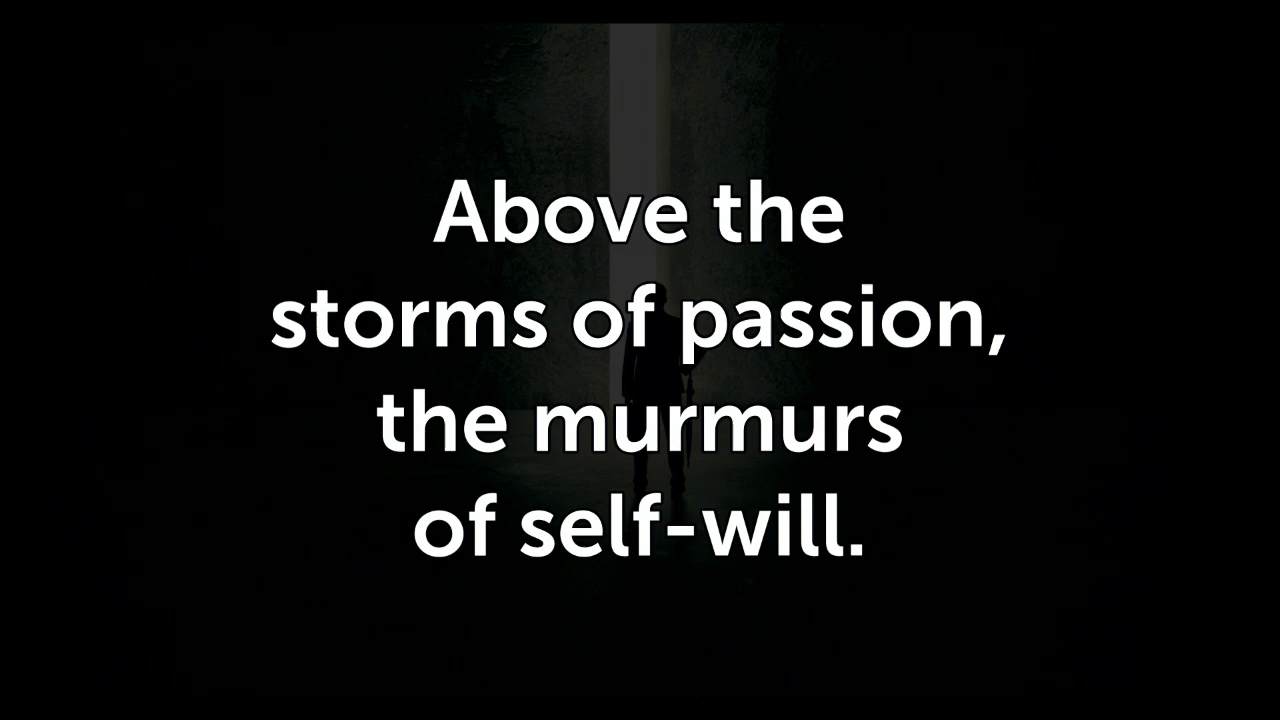 Above the
storms of passion,
the murmurs
of self-will.